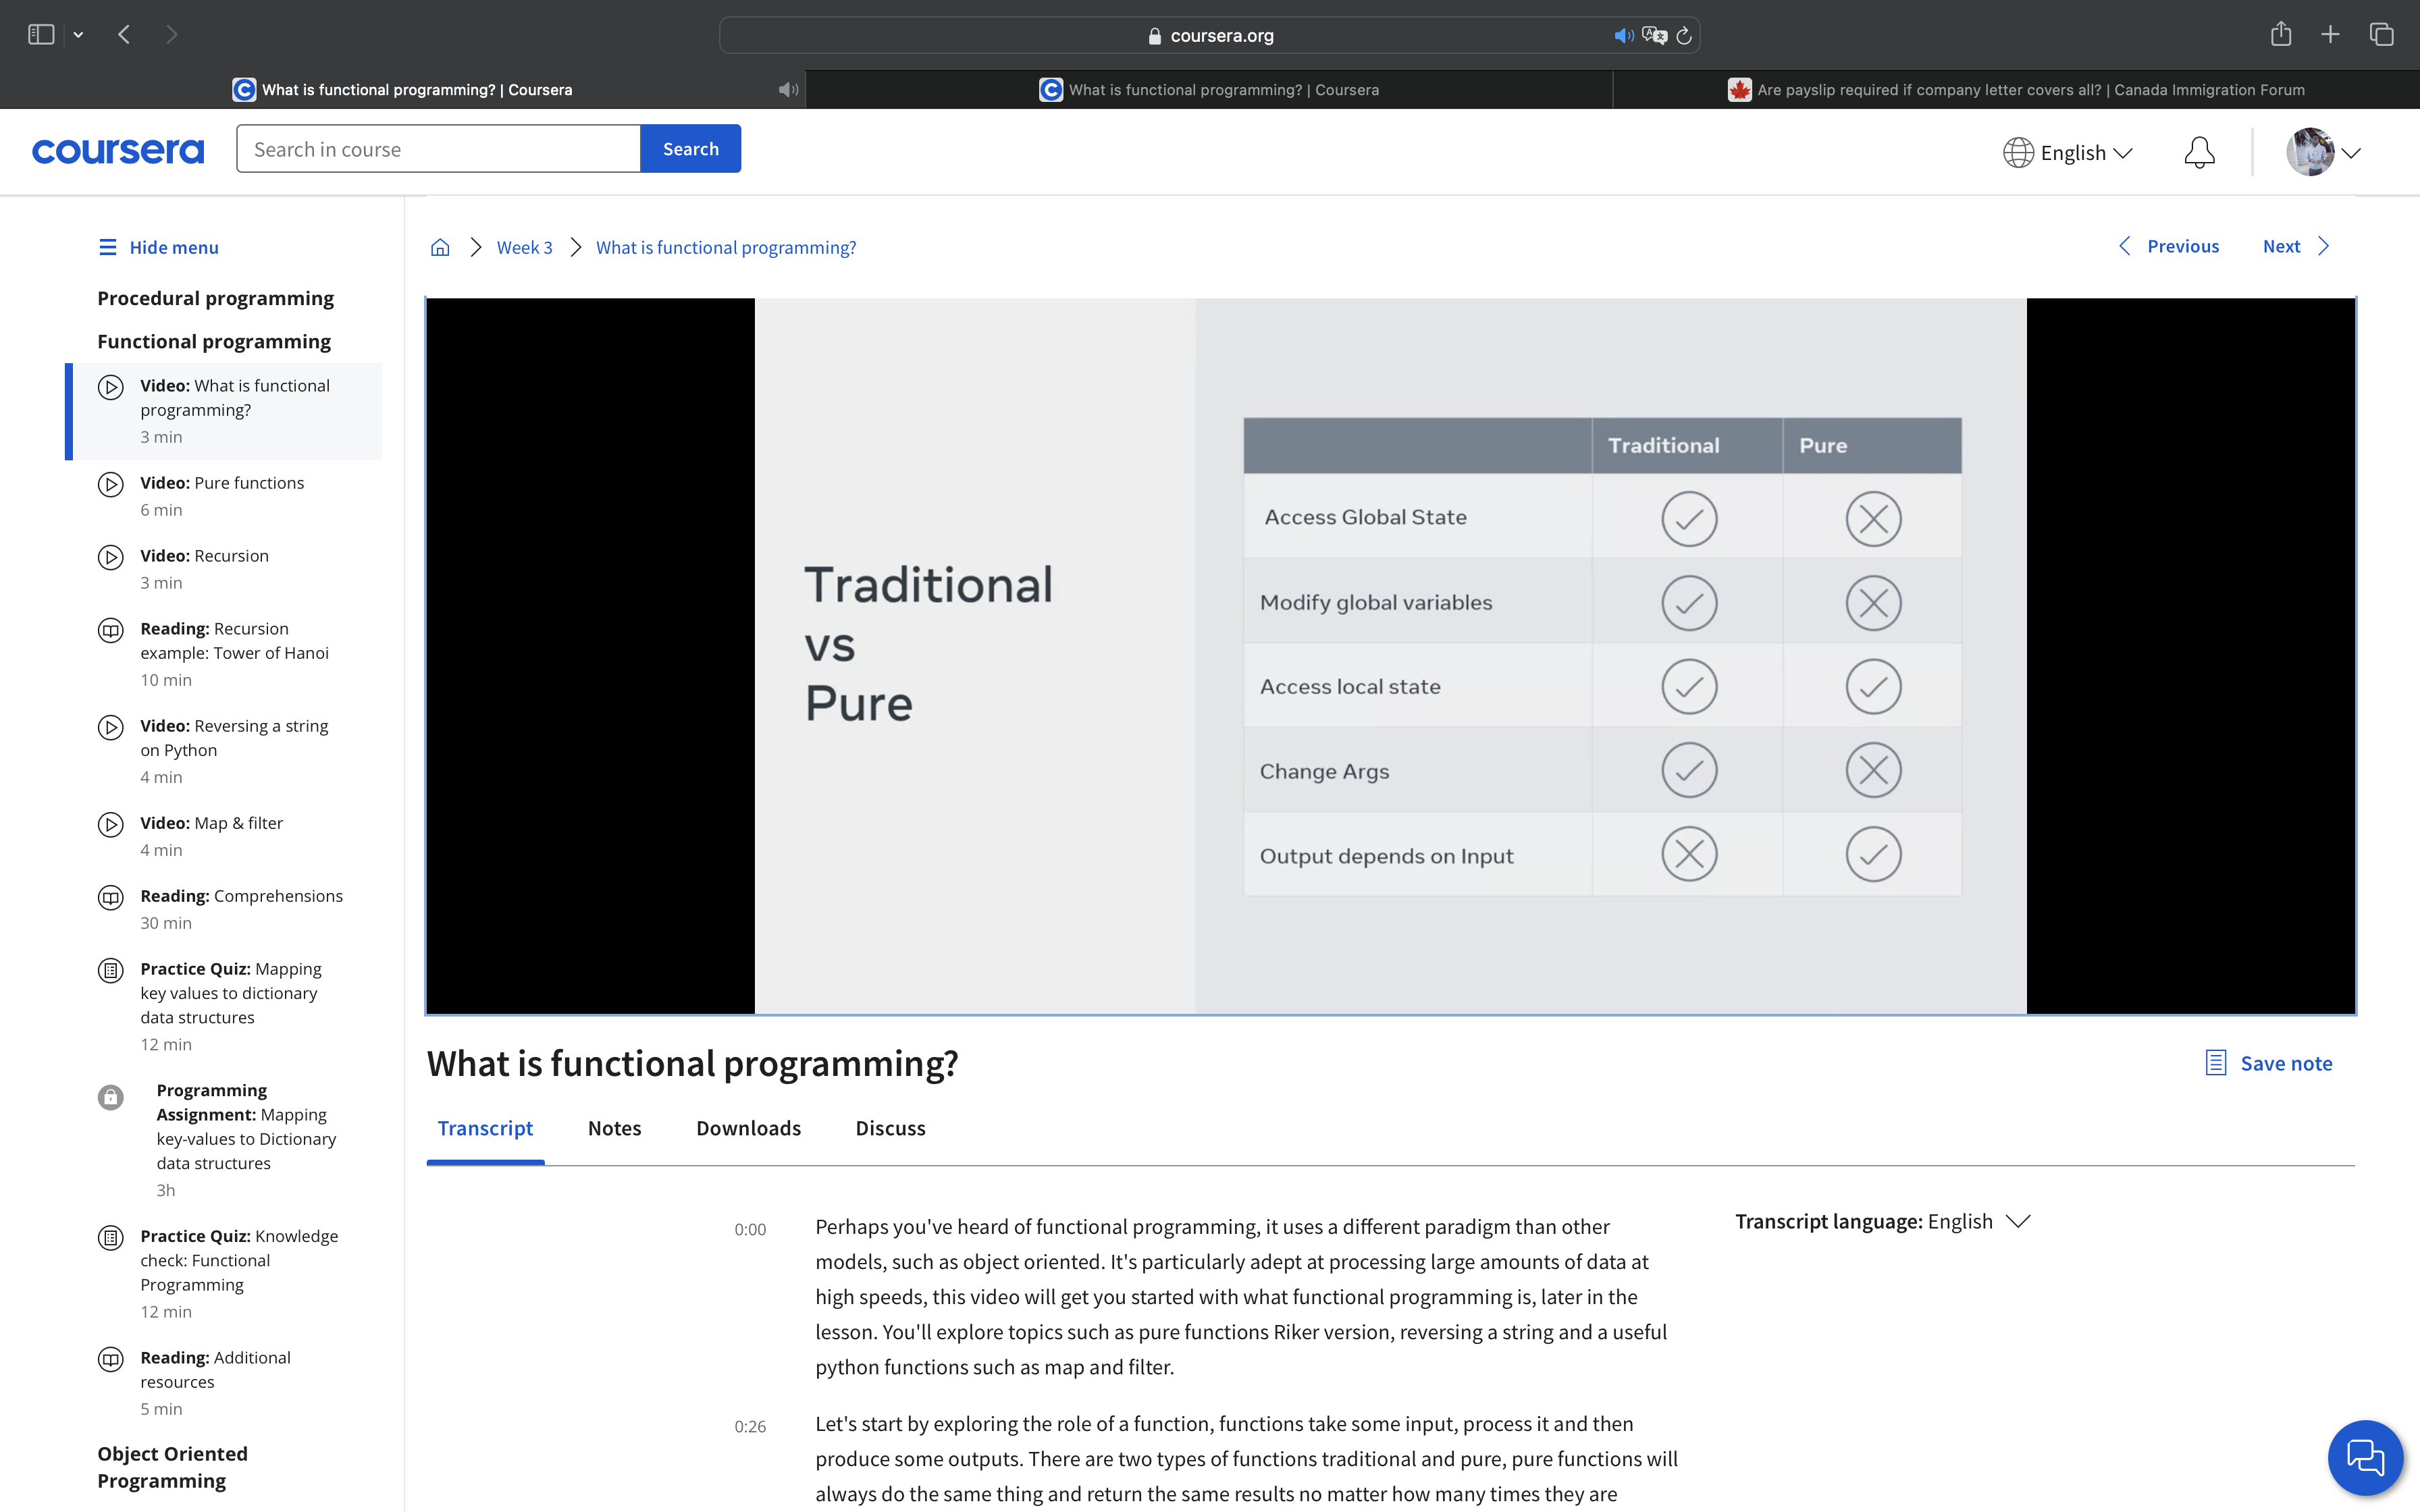 coursera.org
What is functional programming? | Coursera
What is functional programming? | Coursera
Are payslip required if company letter covers all? | Canada Immigration Forum
coursera
Search in course
Search
English
Hide menu
Procedural programming
Functional programming
Video: What is functional
programming?
3 min
Video: Pure functions
6 min
Video: Recursion
3 min
Reading: Recursion
example: Tower of Hanoi
10 min
Video: Reversing a string
on Python
4 min
Video: Map & filter
4 min
Reading: Comprehensions
30 min
Practice Quiz: Mapping
key values to dictionary
data structures
12 min
Programming
Assignment: Mapping
key-values to Dictionary
data structures
3h
Practice Quiz: Knowledge
check: Functional
Programming
12 min
Reading: Additional
resources
5 min
Object Oriented
Programming
Week 3
What is functional programming?
Previous
Next
Traditional
vs
Pure
Traditional Pure
Access Global State
Modify global variables
Access local state
Change Args
Output depends on Input
What is functional programming?
Save note
Transcript Notes Downloads Discuss
0:00
Perhaps you've heard of functional programming, it uses a different paradigm than other
models, such as object oriented. It's particularly adept at processing large amounts of data at
high speeds, this video will get you started with what functional programming is, later in the
lesson. You'll explore topics such as pure functions Riker version, reversing a string and a useful
python functions such as map and filter.
0:26
Let's start by exploring the role of a function, functions take some input, process it and then
produce some outputs. There are two types of functions traditional and pure, pure functions will
always do the same thing and return the same results no matter how many times they are
Transcript language: English